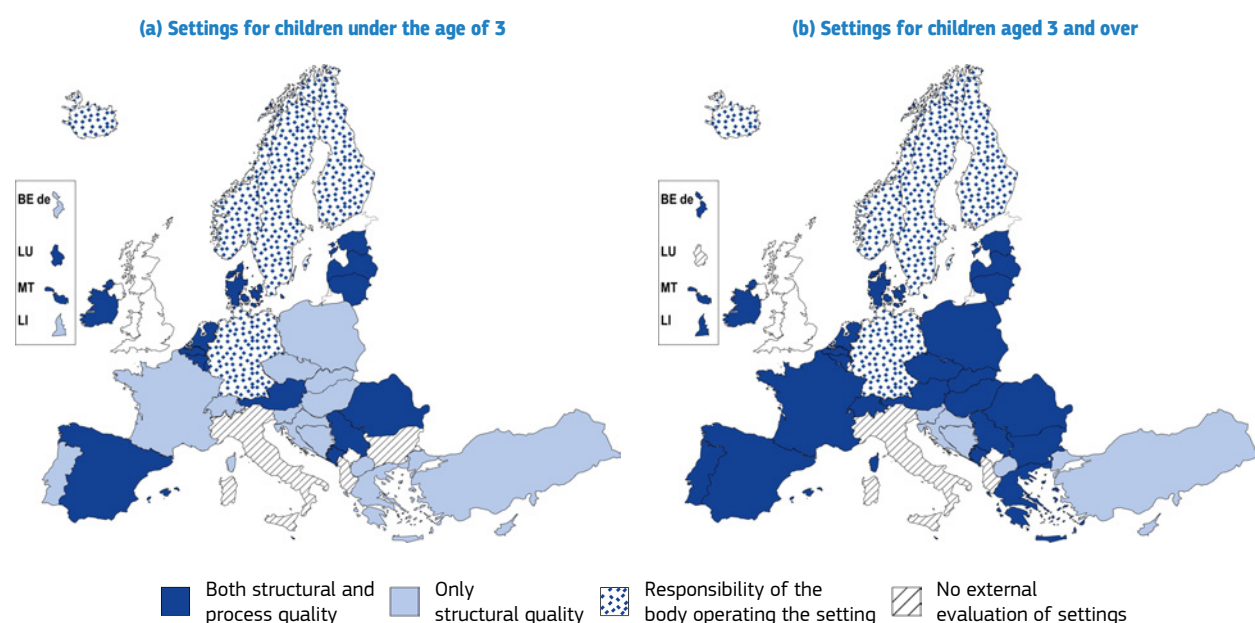 (a) Settings for children under the age of 3
(b) Settings for children aged 3 and over
BE de
LU
MT
LI
BE de
LU
MT
LI
Both structural and
process quality
Only
structural quality
Responsibility of the
body operating the setting
No external
evaluation of settings